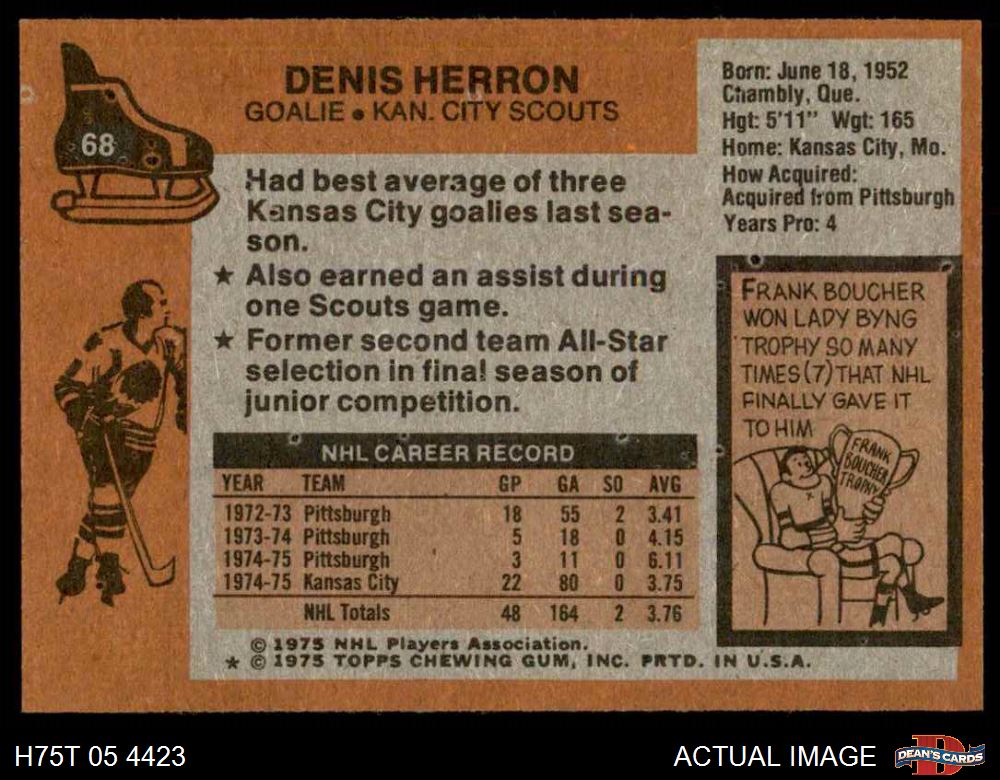 68
DENIS HERRON
GOALIE • KAN. CITY SCOUTS
Born: June 18, 1952
Chambly, Que.
Hgt: 5'11" Wgt: 165
Home: Kansas City, Mo.
How Acquired:
Acquired from Pittsburgh
Years Pro: 4
Had best average of three
Kansas City goalies last sea-
son.
★ Also earned an assist during
one Scouts game.
★ Former second team All-Star
selection in final season of
junior competition.
NHL CAREER RECORD
YEAR TEAM GP GA SO AVG
1972-73 Pittsburgh 18 55 2 3.41
1973-74 Pittsburgh 5 18 0 4.15
1974-75 Pittsburgh 3 11 0 6.11
1974-75 Kansas City 22 80 0 3.75
NHL Totals 48 164 2 3.76
© 1975 NHL Players Association.
★ © 1975 TOPPS CHEWING GUM, INC. PRTD. IN U.S.A.
FRANK BOUCHER
WON LADY BYNG
TROPHY SO MANY
TIMES (7) THAT NHL
FINALLY GAVE IT
TO HIM
FRANK
BOUCHER
TROPHY
H75T 05 4423
ACTUAL IMAGE
D
DEAN'S CARDS